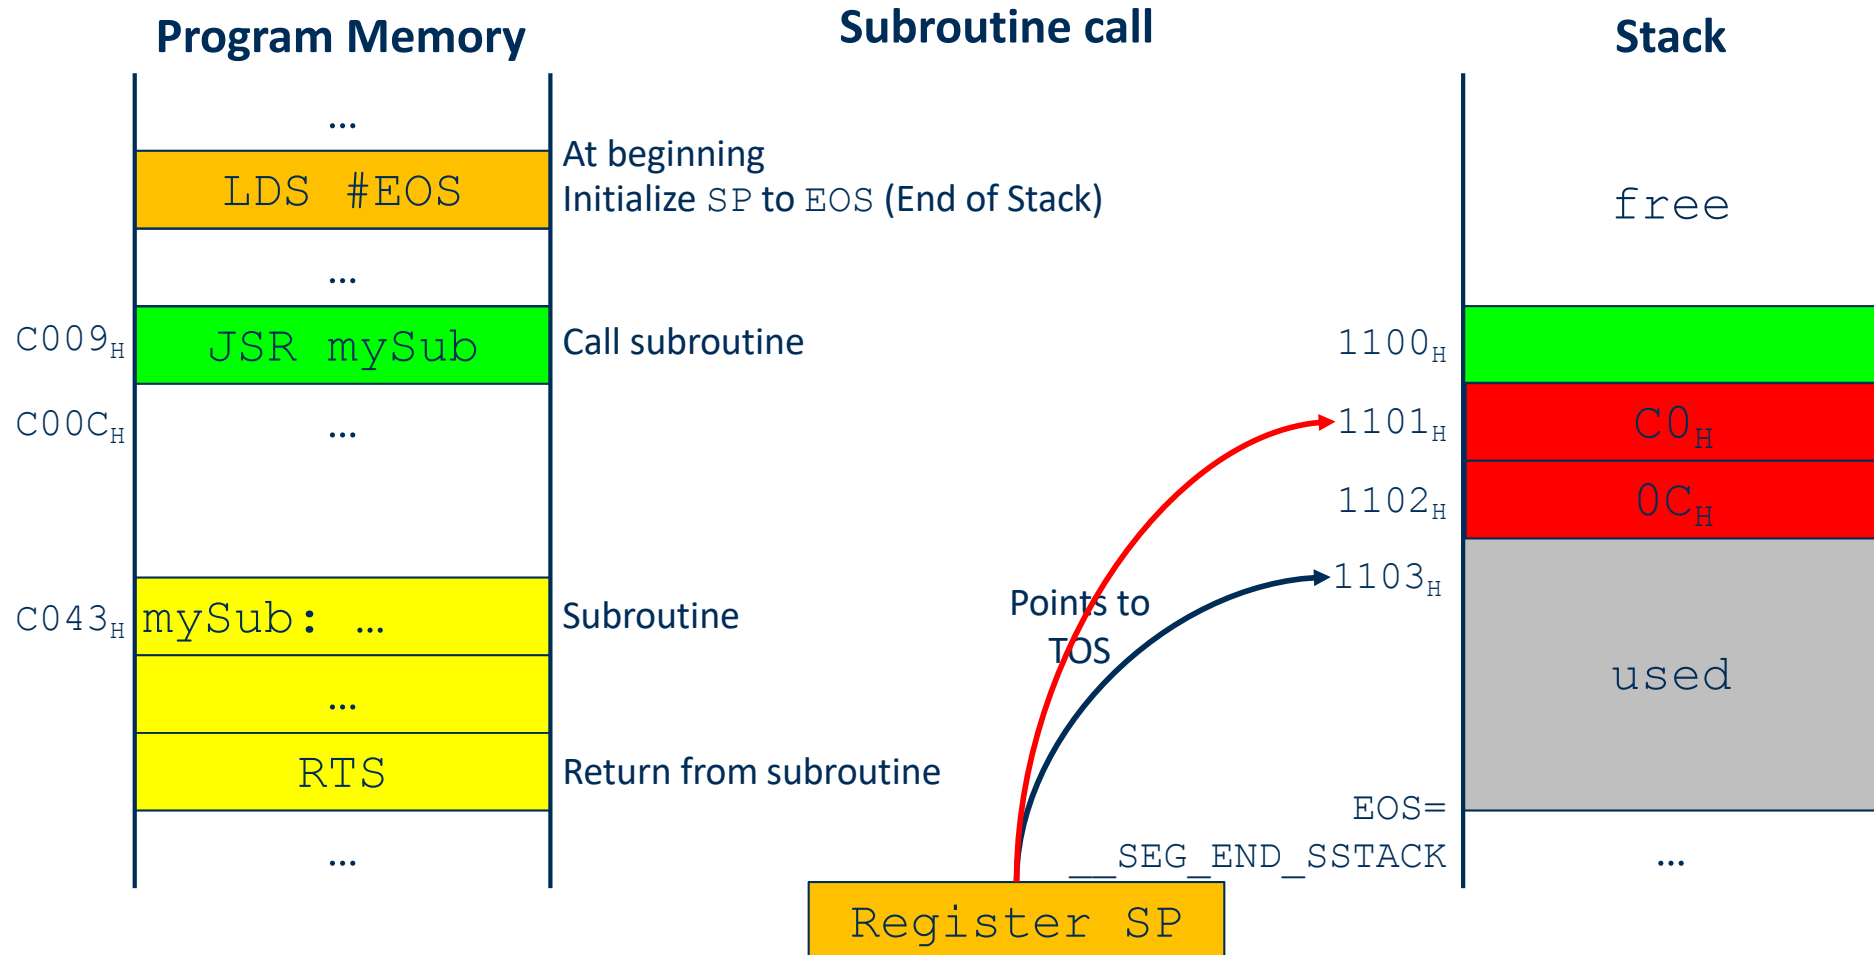 Program Memory
Subroutine call
Stack
…
LDS #EOS
At beginning
Initialize SP to EOS (End of Stack)
free
…
C009H
JSR mySub
Call subroutine
1100H
C00CH
…
1101H
C0H
1102H
0CH
1103H
Points to
TOS
C043H
mySub: …
Subroutine
used
…
RTS
Return from subroutine
EOS=
__SEG_END_SSTACK
…
…
Register SP